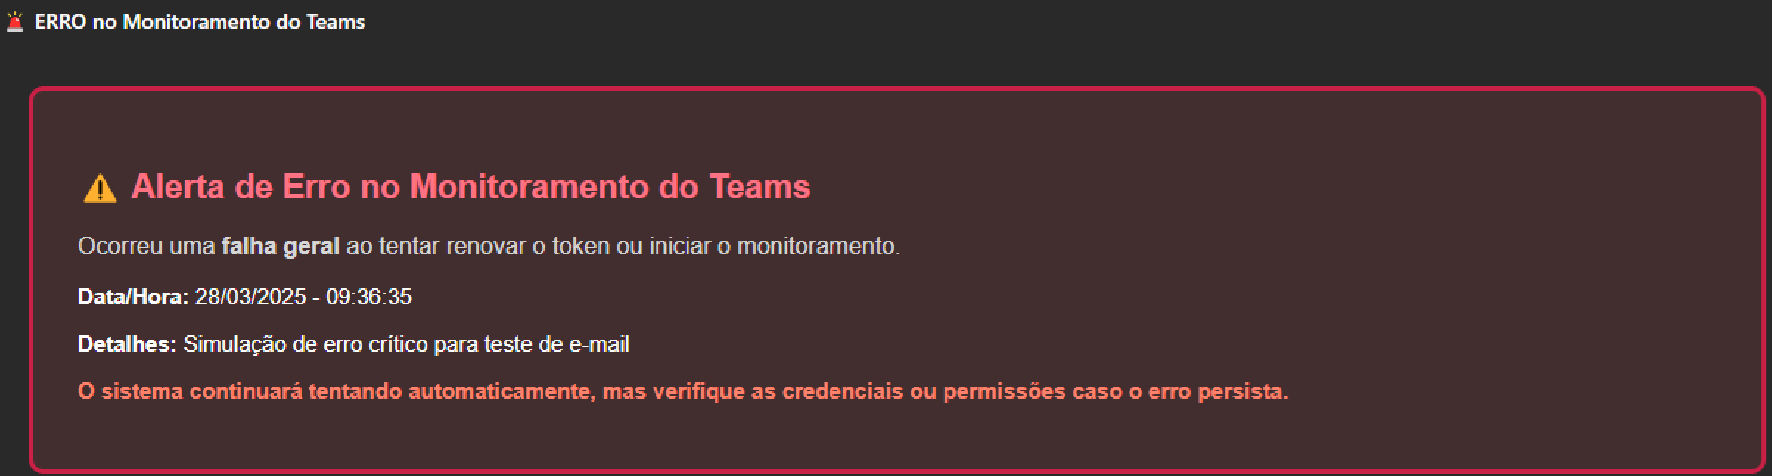 🚨 ERRO no Monitoramento do Teams
⚠️ Alerta de Erro no Monitoramento do Teams
Ocorreu uma falha geral ao tentar renovar o token ou iniciar o monitoramento.
Data/Hora: 28/03/2025 - 09:36:35
Detalhes: Simulação de erro crítico para teste de e-mail
O sistema continuará tentando automaticamente, mas verifique as credenciais ou permissões caso o erro persista.